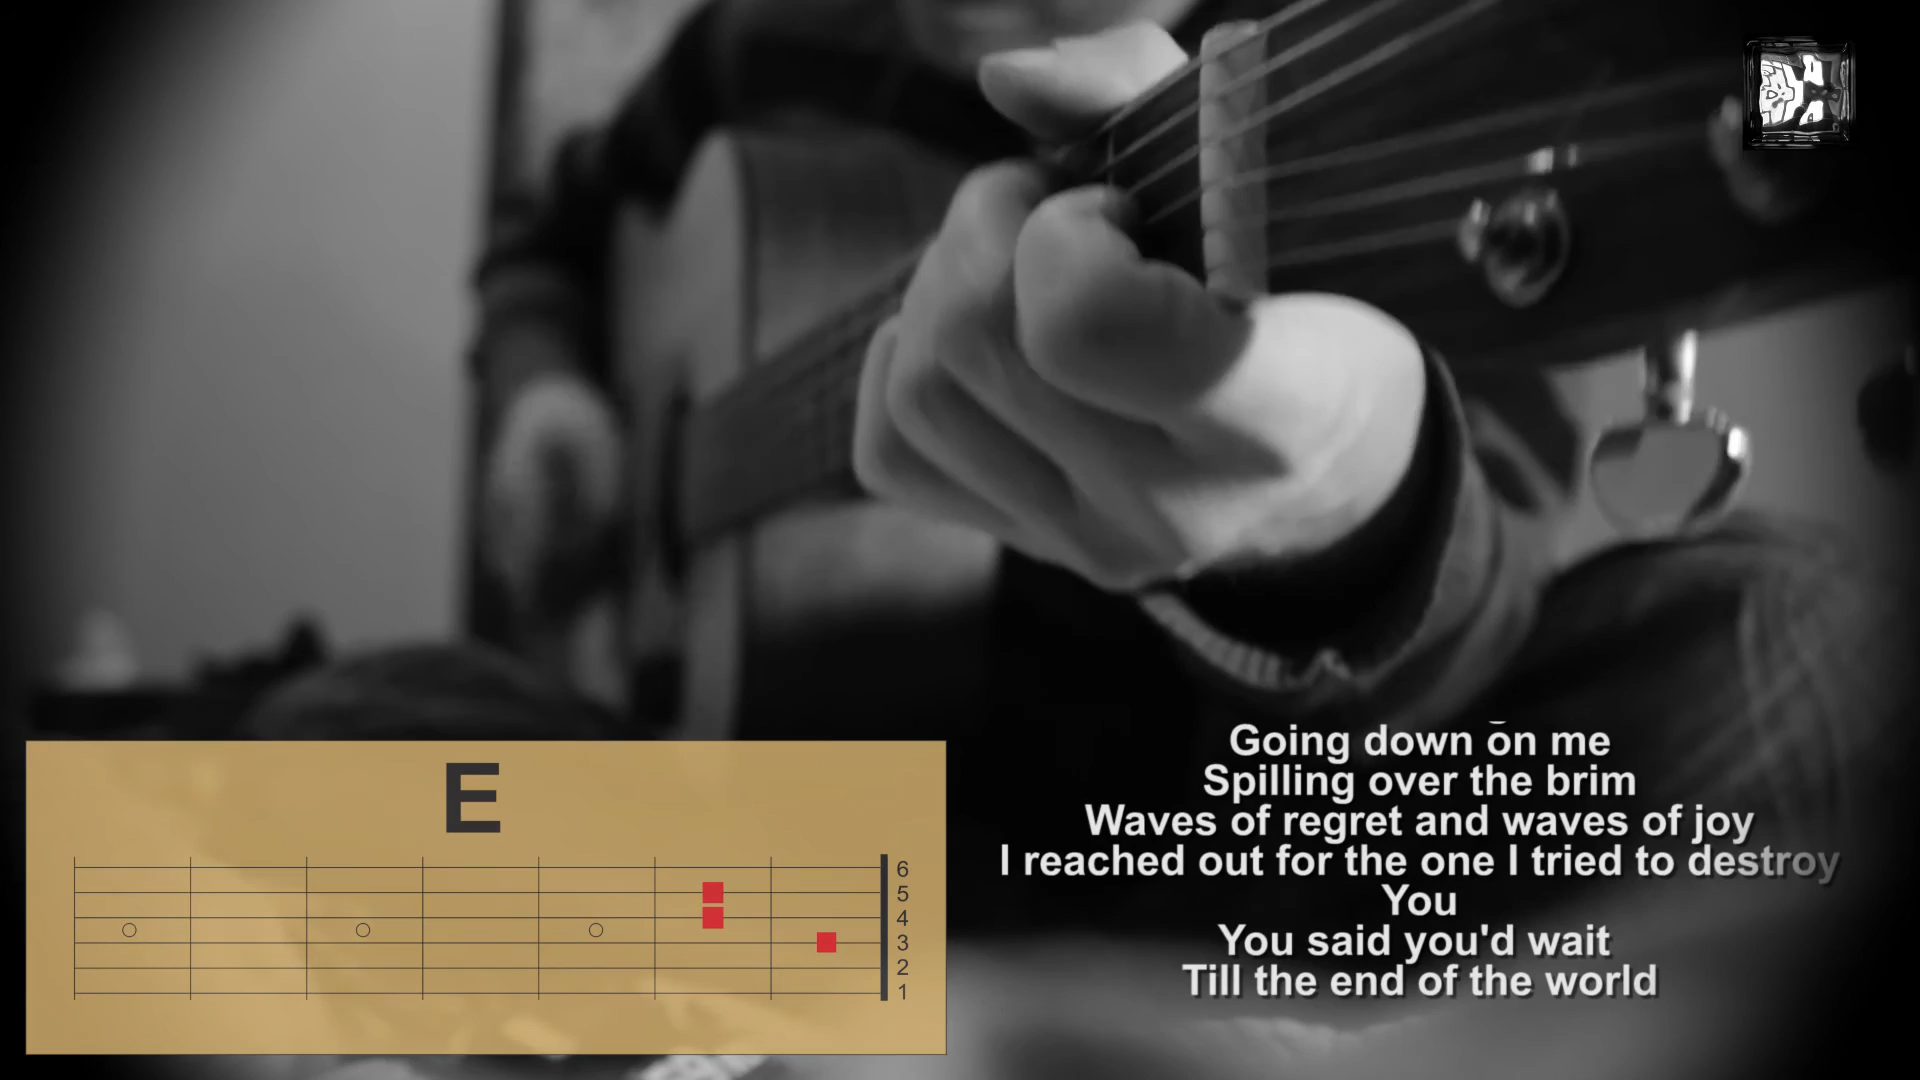 Going down on me
Spilling over the brim
Waves of regret and waves of joy
I reached out for the one I tried to destroy
You
You said you'd wait
Till the end of the world
E
6
5
4
3
2
1